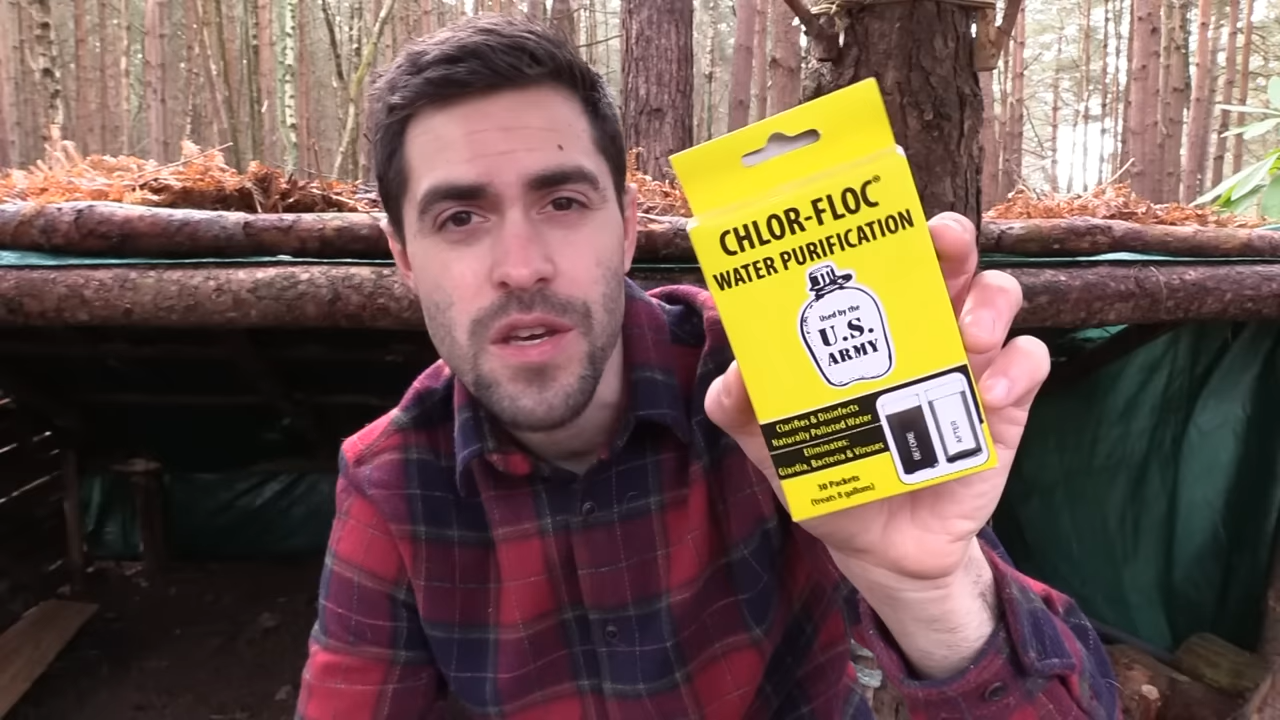 CHLOR-FLOC®
WATER PURIFICATION
Used by the
U.S.
ARMY
Clarifies & Disinfects
Naturally Polluted Water
Eliminates:
Giardia, Bacteria & Viruses
BEFORE
AFTER
30 Packets
(treats 8 gallons)